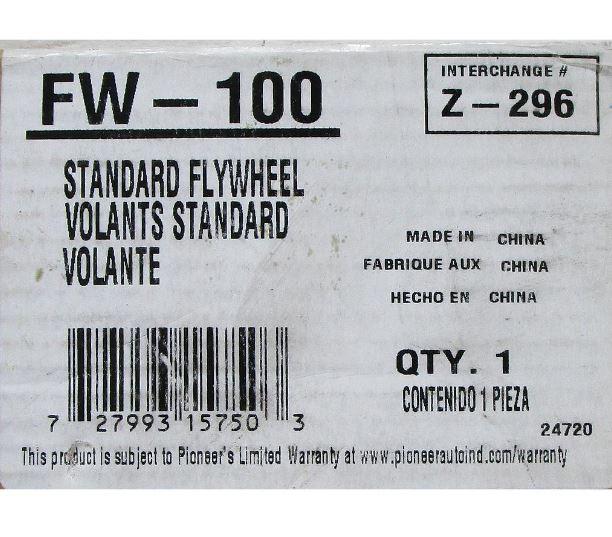 FW – 100
INTERCHANGE #
Z – 296
STANDARD FLYWHEEL
VOLANTS STANDARD
VOLANTE
MADE IN CHINA
FABRIQUE AUX CHINA
HECHO EN CHINA
QTY. 1
CONTENIDO 1 PIEZA
7 27993 15750 3
24720
This product is subject to Pioneer's Limited Warranty at www.pioneerautoind.com/warranty